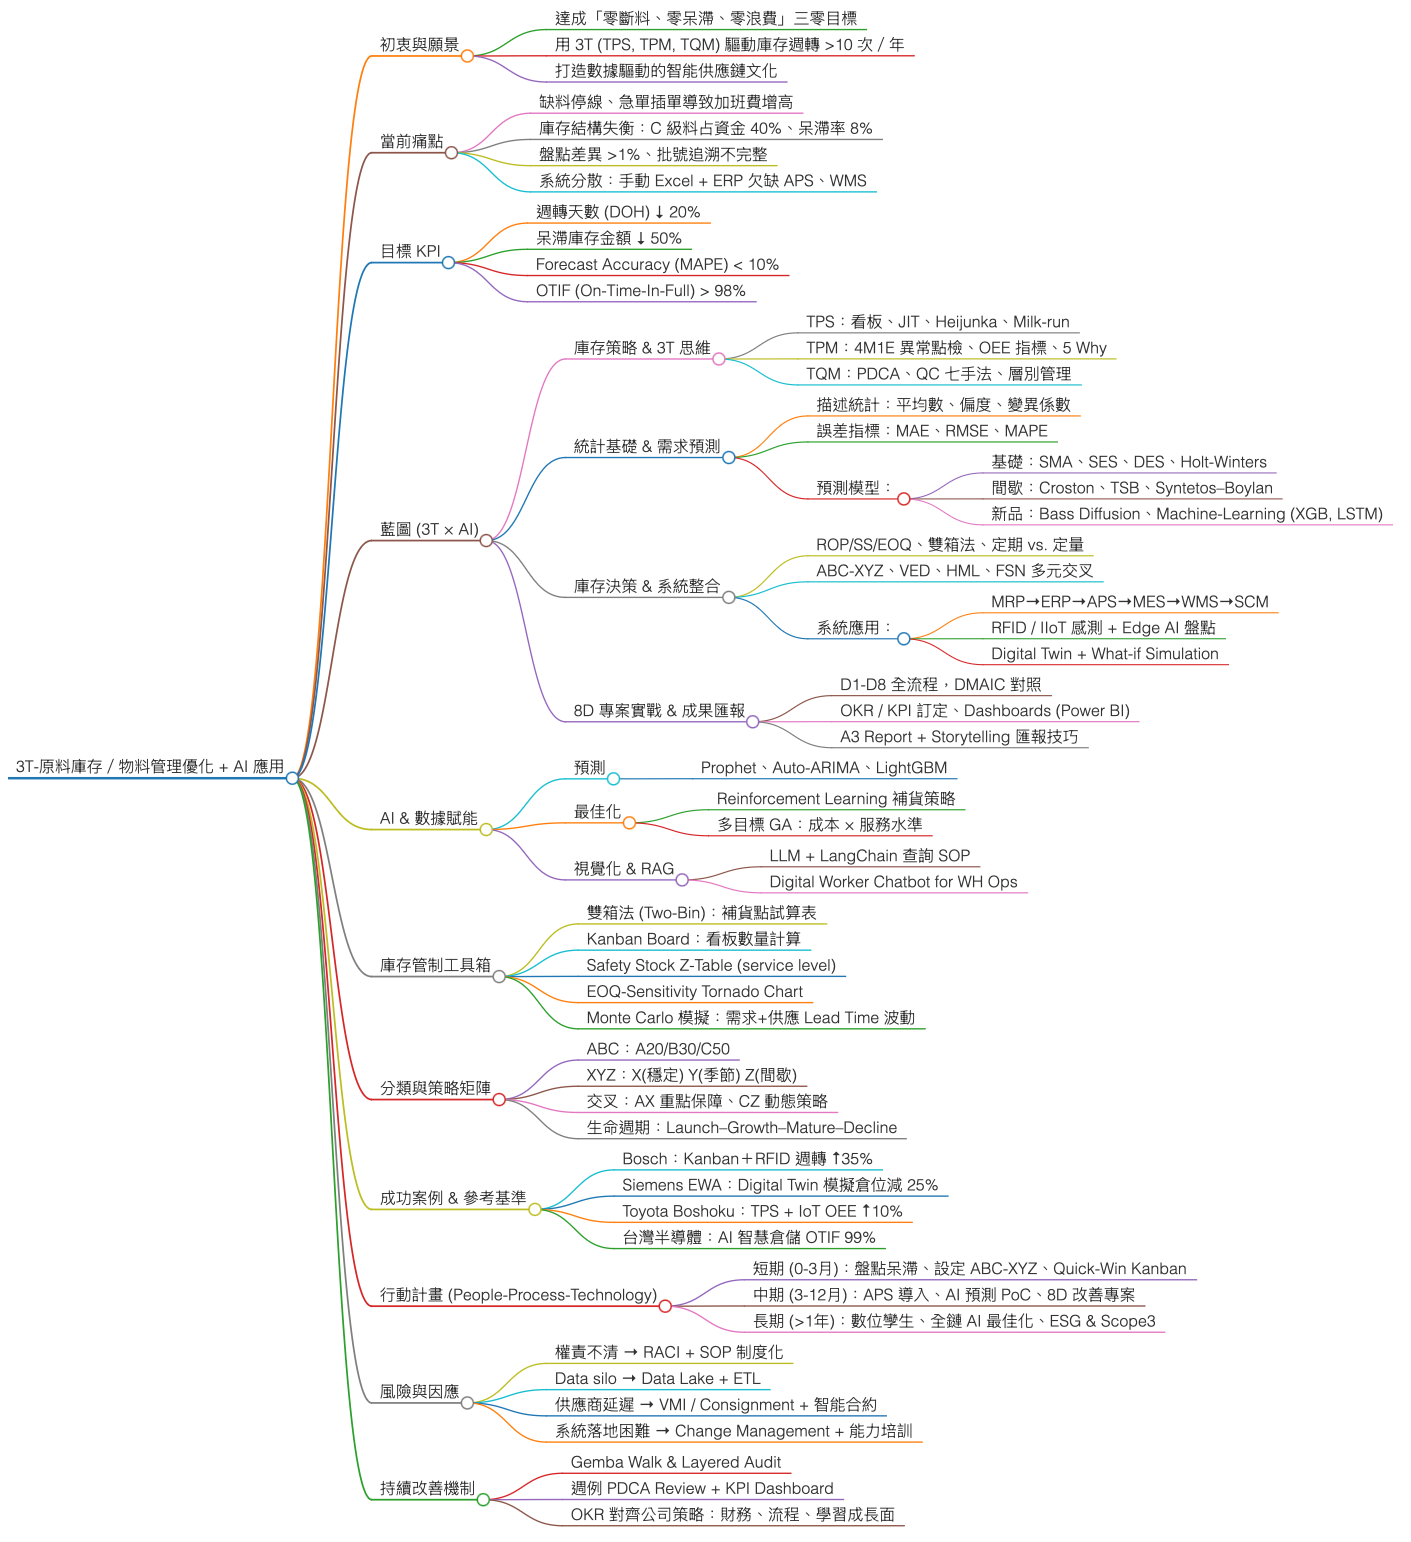 3T-原料庫存 / 物料管理優化 + AI 應用
初衷與願景
達成「零斷料、零呆滯、零浪費」三零目標
用 3T (TPS, TPM, TQM) 驅動庫存週轉 >10 次 / 年
打造數據驅動的智能供應鏈文化
當前痛點
缺料停線、急單插單導致加班費增高
庫存結構失衡：C 級料占資金 40%、呆滯率 8%
盤點差異 >1%、批號追溯不完整
系統分散：手動 Excel + ERP 欠缺 APS、WMS
目標 KPI
週轉天數 (DOH) ↓ 20%
呆滯庫存金額 ↓ 50%
Forecast Accuracy (MAPE) < 10%
OTIF (On-Time-In-Full) > 98%
藍圖 (3T × AI)
庫存策略 & 3T 思維
TPS：看板、JIT、Heijunka、Milk-run
TPM：4M1E 異常點檢、OEE 指標、5 Why
TQM：PDCA、QC 七手法、層別管理
統計基礎 & 需求預測
描述統計：平均數、偏度、變異係數
誤差指標：MAE、RMSE、MAPE
預測模型：
基礎：SMA、SES、DES、Holt-Winters
間歇：Croston、TSB、Syntetos–Boylan
新品：Bass Diffusion、Machine-Learning (XGB, LSTM)
庫存決策 & 系統整合
ROP/SS/EOQ、雙箱法、定期 vs. 定量
ABC-XYZ、VED、HML、FSN 多元交叉
系統應用：
MRP→ERP→APS→MES→WMS→SCM
RFID / IIoT 感測 + Edge AI 盤點
Digital Twin + What-if Simulation
8D 專案實戰 & 成果匯報
D1-D8 全流程，DMAIC 對照
OKR / KPI 訂定、Dashboards (Power BI)
A3 Report + Storytelling 匯報技巧
AI & 數據賦能
預測
Prophet、Auto-ARIMA、LightGBM
最佳化
Reinforcement Learning 補貨策略
多目標 GA：成本 × 服務水準
視覺化 & RAG
LLM + LangChain 查詢 SOP
Digital Worker Chatbot for WH Ops
庫存管制工具箱
雙箱法 (Two-Bin)：補貨點試算表
Kanban Board：看板數量計算
Safety Stock Z-Table (service level)
EOQ-Sensitivity Tornado Chart
Monte Carlo 模擬：需求+供應 Lead Time 波動
分類與策略矩陣
ABC：A20/B30/C50
XYZ：X(穩定) Y(季節) Z(間歇)
交叉：AX 重點保障、CZ 動態策略
生命週期：Launch–Growth–Mature–Decline
成功案例 & 參考基準
Bosch：Kanban＋RFID 週轉 ↑35%
Siemens EWA：Digital Twin 模擬倉位減 25%
Toyota Boshoku：TPS + IoT OEE ↑10%
台灣半導體：AI 智慧倉儲 OTIF 99%
行動計畫 (People-Process-Technology)
短期 (0-3月)：盤點呆滯、設定 ABC-XYZ、Quick-Win Kanban
中期 (3-12月)：APS 導入、AI 預測 PoC、8D 改善專案
長期 (>1年)：數位孿生、全鏈 AI 最佳化、ESG & Scope3
風險與因應
權責不清 → RACI + SOP 制度化
Data silo → Data Lake + ETL
供應商延遲 → VMI / Consignment + 智能合約
系統落地困難 → Change Management + 能力培訓
持續改善機制
Gemba Walk & Layered Audit
週例 PDCA Review + KPI Dashboard
OKR 對齊公司策略：財務、流程、學習成長面